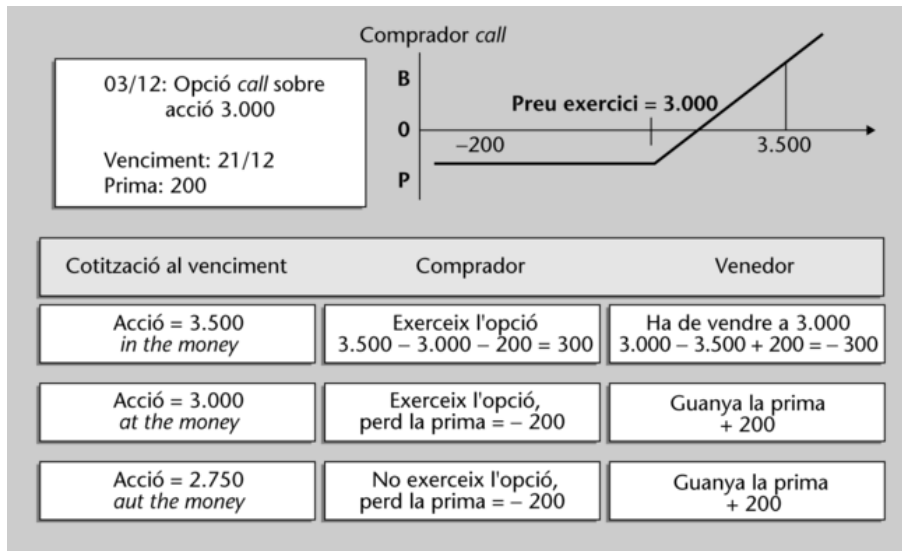 Comprador call
03/12: Opció call sobre
acció 3.000
Venciment: 21/12
Prima: 200
B
Preu exercici = 3.000
0
−200
3.500
P
Cotització al venciment
Comprador
Venedor
Acció = 3.500
in the money
Exerceix l'opció
3.500 − 3.000 − 200 = 300
Ha de vendre a 3.000
3.000 − 3.500 + 200 = − 300
Acció = 3.000
at the money
Exerceix l'opció,
perd la prima = − 200
Guanya la prima
+ 200
Acció = 2.750
aut the money
No exerceix l'opció,
perd la prima = − 200
Guanya la prima
+ 200